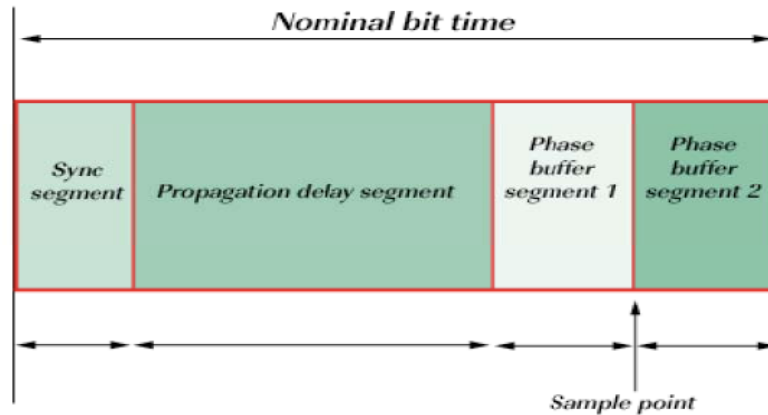 Nominal bit time
Sync
segment
Propagation delay segment
Phase
buffer
segment 1
Phase
buffer
segment 2
Sample point